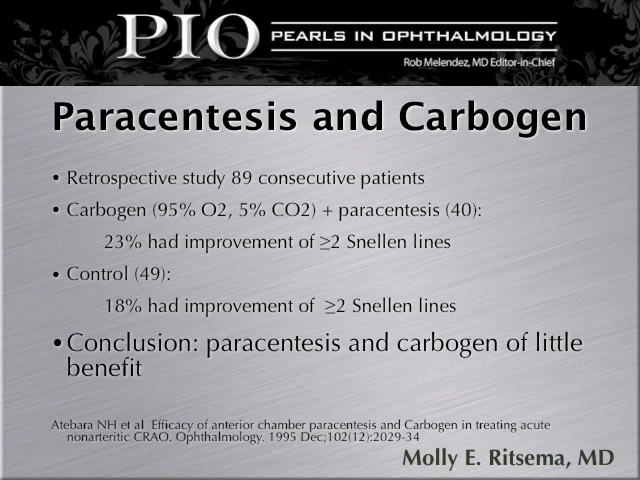 PIO PEARLS IN OPHTHALMOLOGY
Rob Melendez, MD Editor-in-Chief
Paracentesis and Carbogen
• Retrospective study 89 consecutive patients
• Carbogen (95% O2, 5% CO2) + paracentesis (40):
23% had improvement of ≥2 Snellen lines
• Control (49):
18% had improvement of ≥2 Snellen lines
• Conclusion: paracentesis and carbogen of little
benefit
Atebara NH et al Efficacy of anterior chamber paracentesis and Carbogen in treating acute
nonarteritic CRAO. Ophthalmology. 1995 Dec;102(12):2029-34
Molly E. Ritsema, MD